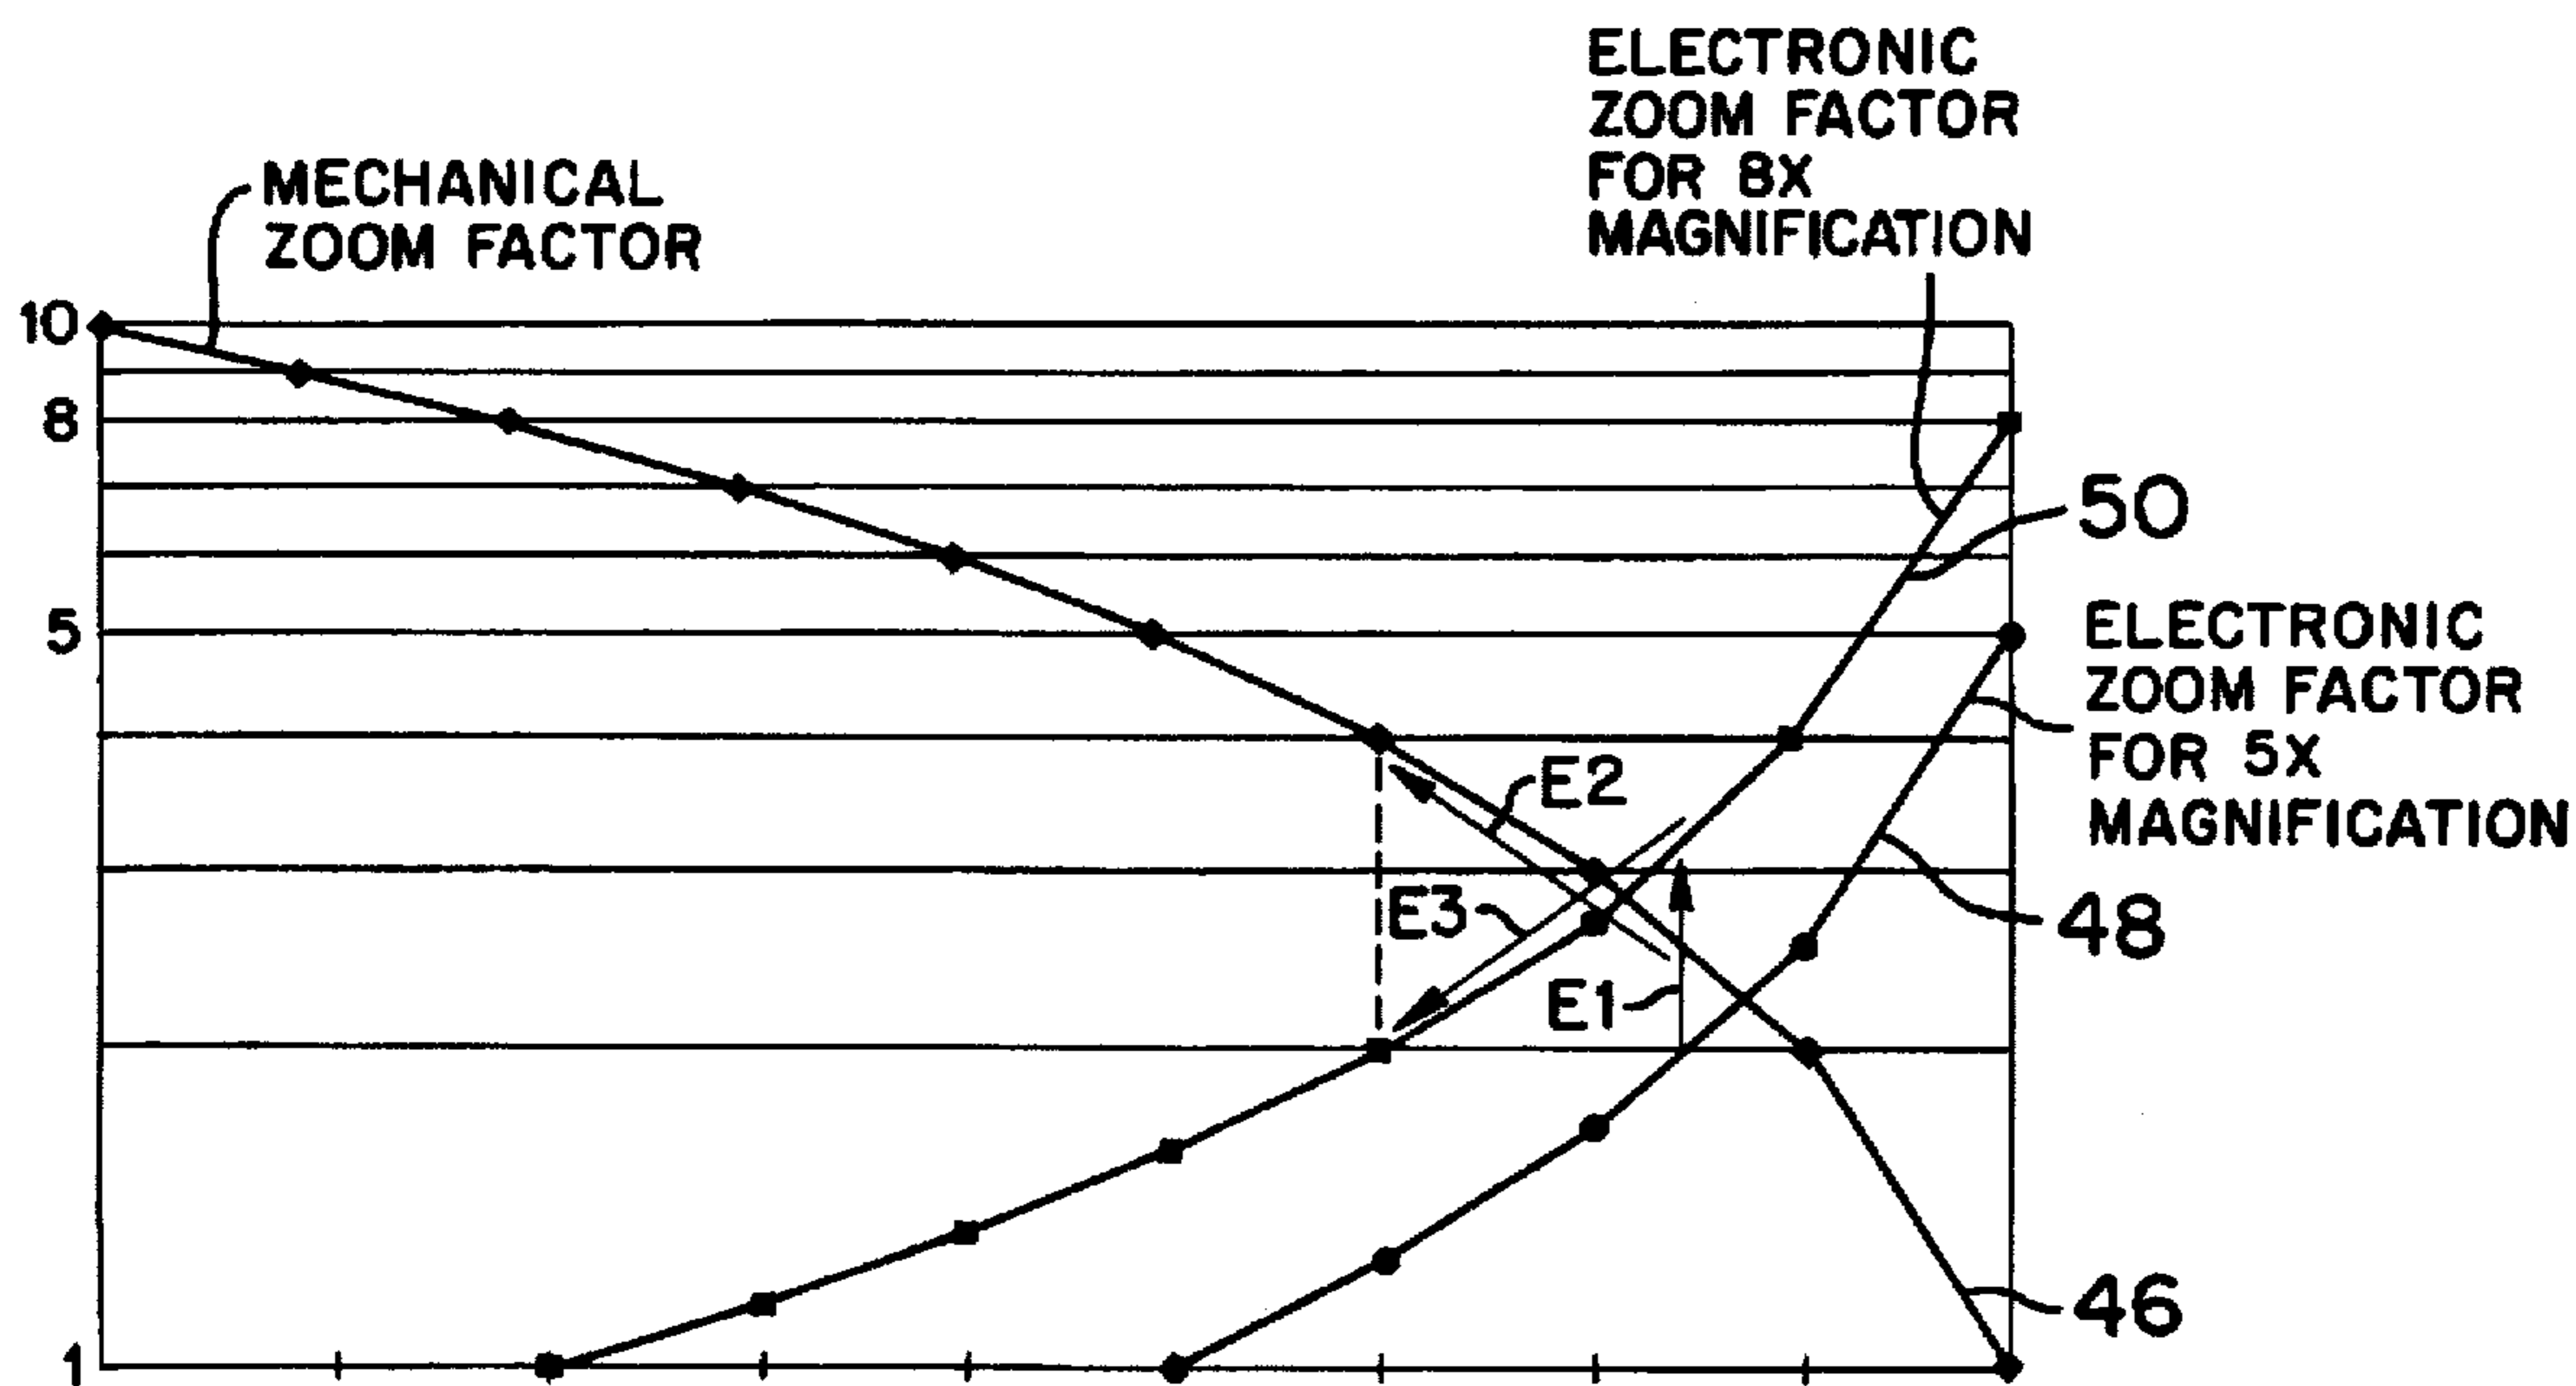 ELECTRONIC
ZOOM FACTOR
FOR 8X
MAGNIFICATION
MECHANICAL
ZOOM FACTOR
10
8
50
5
ELECTRONIC
ZOOM FACTOR
FOR 5X
MAGNIFICATION
E2
E3
48
E1
46
1